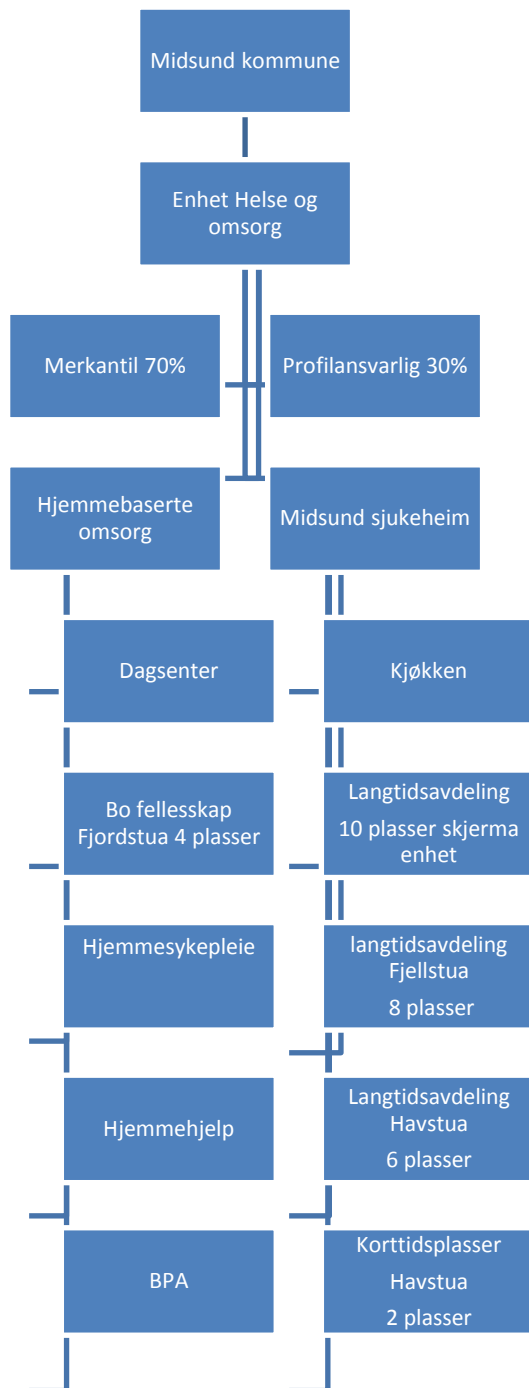 Midsund kommune
Enhet Helse og
omsorg
Merkantil 70%
Profilansvarlig 30%
Hjemmebaserte
omsorg
Midsund sjukeheim
Dagsenter
Kjøkken
Bo fellesskap
Fjordstua 4 plasser
Langtidsavdeling
10 plasser skjerma
enhet
Hjemmesykepleie
langtidsavdeling
Fjellstua
8 plasser
Hjemmehjelp
Langtidsavdeling
Havstua
6 plasser
BPA
Korttidsplasser
Havstua
2 plasser